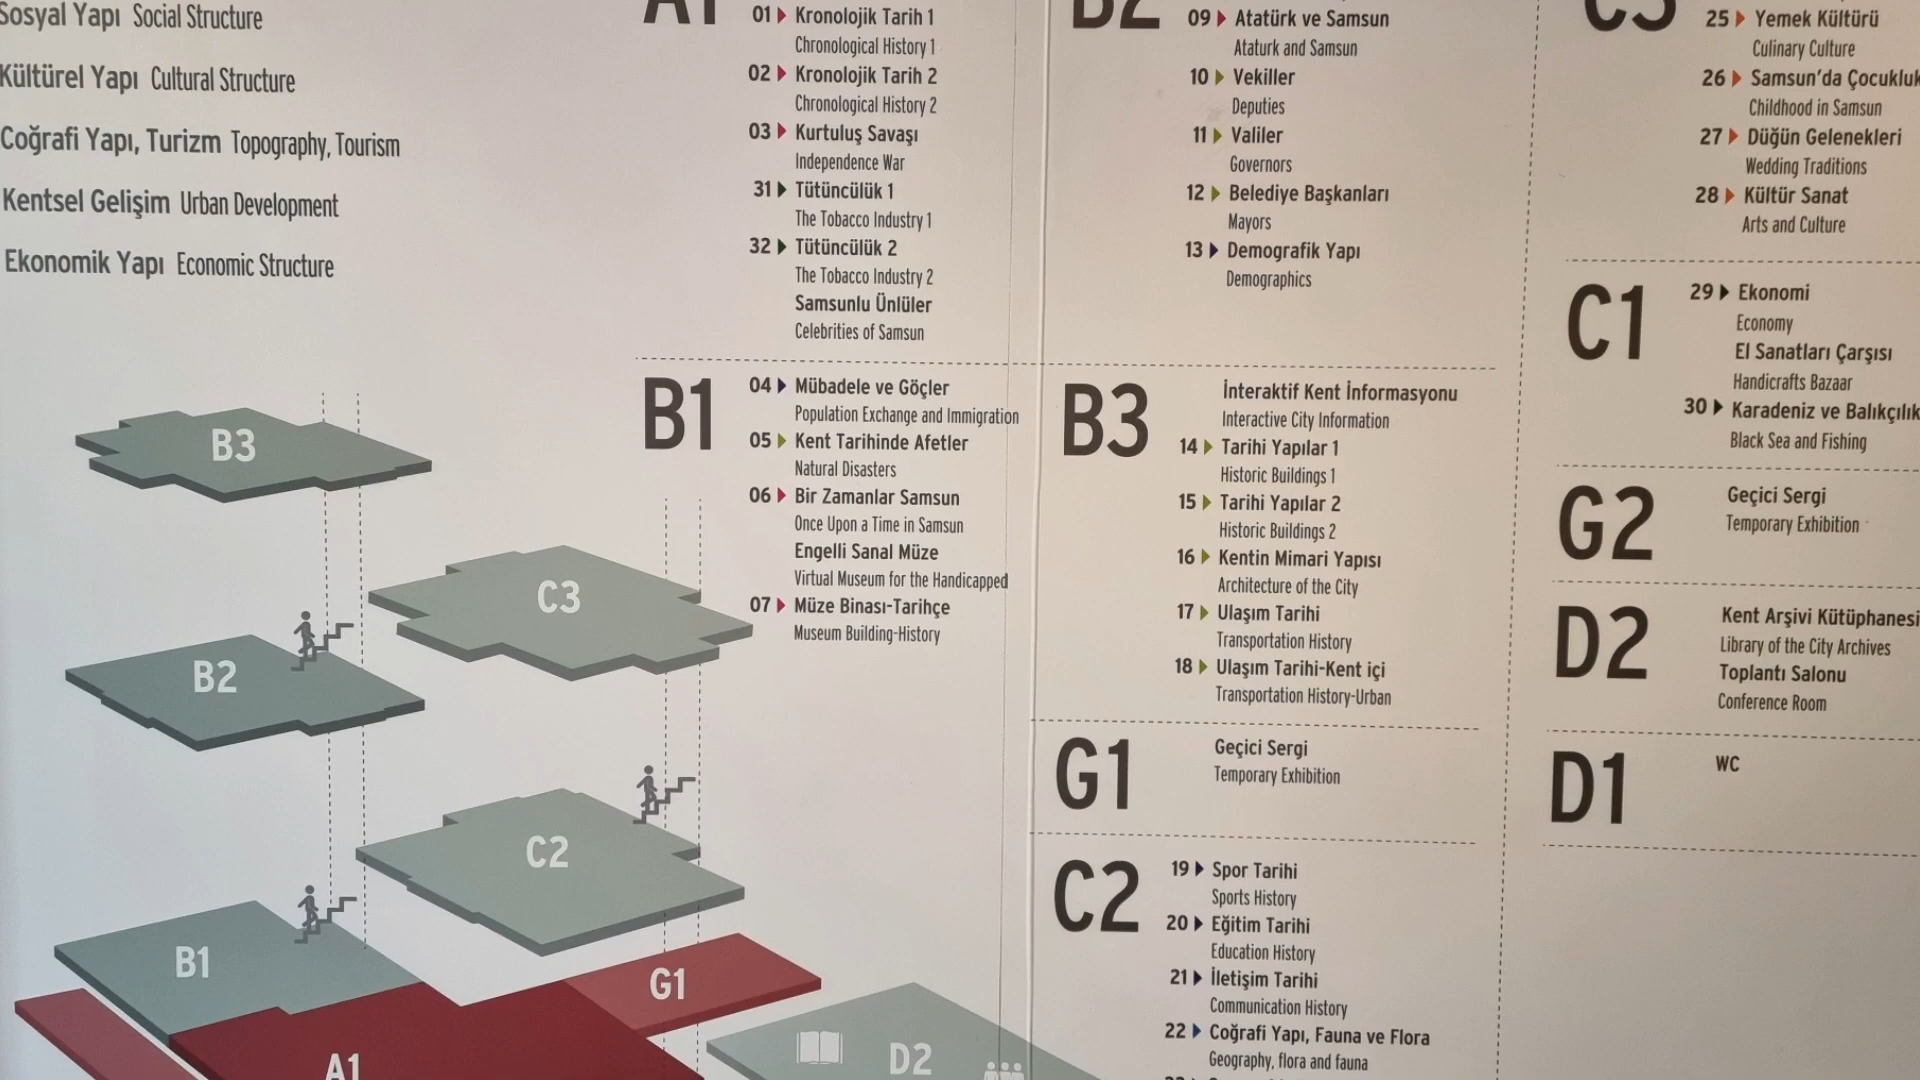 Sosyal Yapı Social Structure
Kültürel Yapı Cultural Structure
Coğrafi Yapı, Turizm Topography, Tourism
Kentsel Gelişim Urban Development
Ekonomik Yapı Economic Structure
B3
C3
B2
C2
B1
G1
A1
D2
A1
01 Kronolojik Tarih 1
Chronological History 1
02 Kronolojik Tarih 2
Chronological History 2
03 Kurtuluş Savaşı
Independence War
31 Tütüncülük 1
The Tobacco Industry 1
32 Tütüncülük 2
The Tobacco Industry 2
Samsunlu Ünlüler
Celebrities of Samsun
B1
04 Mübadele ve Göçler
Population Exchange and Immigration
05 Kent Tarihinde Afetler
Natural Disasters
06 Bir Zamanlar Samsun
Once Upon a Time in Samsun
Engelli Sanal Müze
Virtual Museum for the Handicapped
07 Müze Binası-Tarihçe
Museum Building-History
B2
09 Atatürk ve Samsun
Ataturk and Samsun
10 Vekiller
Deputies
11 Valiler
Governors
12 Belediye Başkanları
Mayors
13 Demografik Yapı
Demographics
B3
İnteraktif Kent İnformasyonu
Interactive City Information
14 Tarihi Yapılar 1
Historic Buildings 1
15 Tarihi Yapılar 2
Historic Buildings 2
16 Kentin Mimari Yapısı
Architecture of the City
17 Ulaşım Tarihi
Transportation History
18 Ulaşım Tarihi-Kent içi
Transportation History-Urban
G1
Geçici Sergi
Temporary Exhibition
C2
19 Spor Tarihi
Sports History
20 Eğitim Tarihi
Education History
21 İletişim Tarihi
Communication History
22 Coğrafi Yapı, Fauna ve Flora
Geography, flora and fauna
C3
25 Yemek Kültürü
Culinary Culture
26 Samsun'da Çocukluk
Childhood in Samsun
27 Düğün Gelenekleri
Wedding Traditions
28 Kültür Sanat
Arts and Culture
C1
29 Ekonomi
Economy
El Sanatları Çarşısı
Handicrafts Bazaar
30 Karadeniz ve Balıkçılık
Black Sea and Fishing
G2
Geçici Sergi
Temporary Exhibition
D2
Kent Arşivi Kütüphanesi
Library of the City Archives
Toplantı Salonu
Conference Room
D1
WC